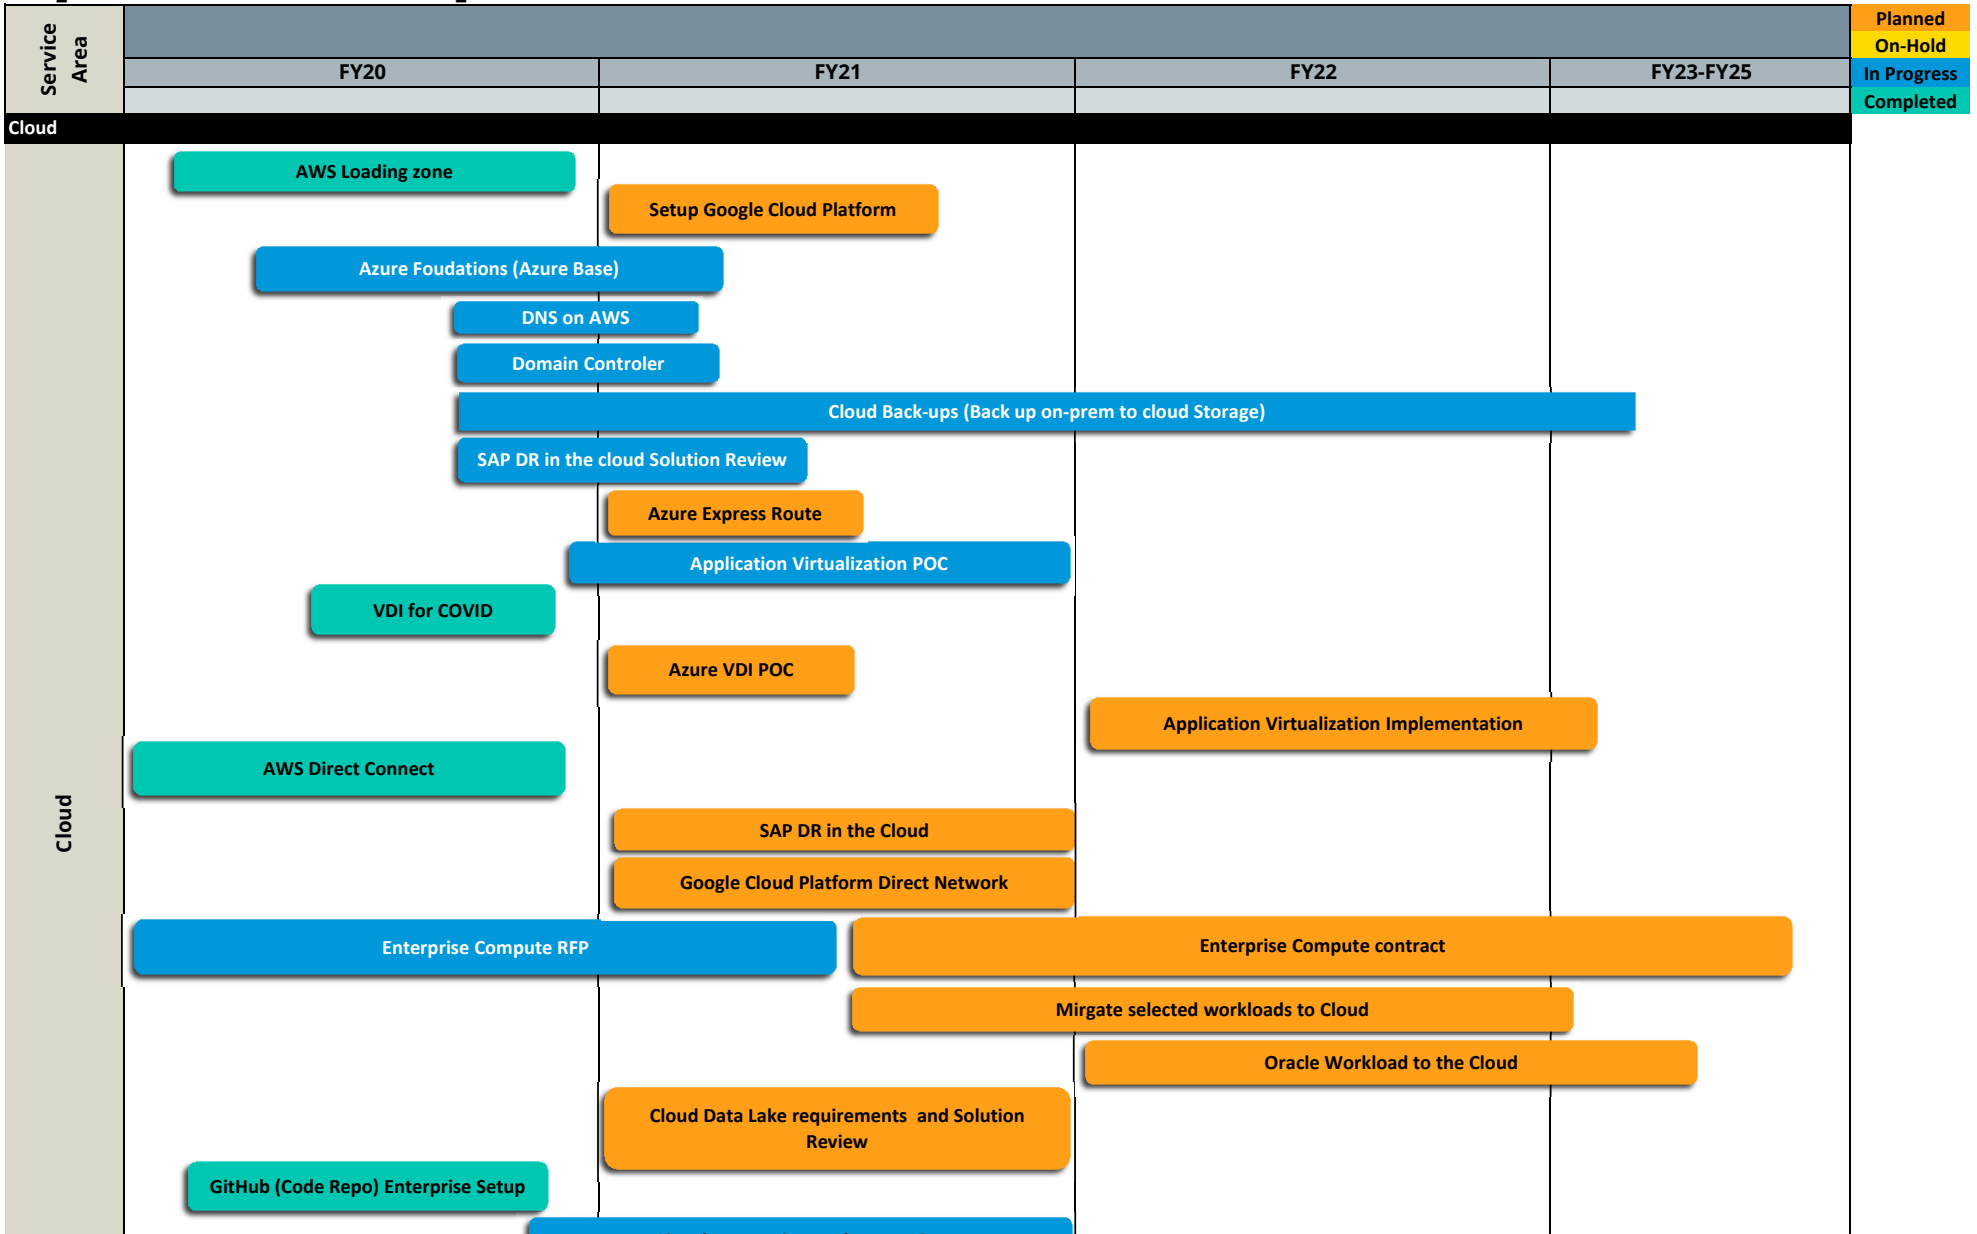 Service
Area
Planned
On-Hold
In Progress
Completed
FY20
FY21
FY22
FY23-FY25
Cloud
Cloud
AWS Loading zone
Setup Google Cloud Platform
Azure Foudations (Azure Base)
DNS on AWS
Domain Controler
Cloud Back-ups (Back up on-prem to cloud Storage)
SAP DR in the cloud Solution Review
Azure Express Route
Application Virtualization POC
VDI for COVID
Azure VDI POC
Application Virtualization Implementation
AWS Direct Connect
SAP DR in the Cloud
Google Cloud Platform Direct Network
Enterprise Compute RFP
Enterprise Compute contract
Mirgate selected workloads to Cloud
Oracle Workload to the Cloud
Cloud Data Lake requirements  and Solution
Review
GitHub (Code Repo) Enterprise Setup